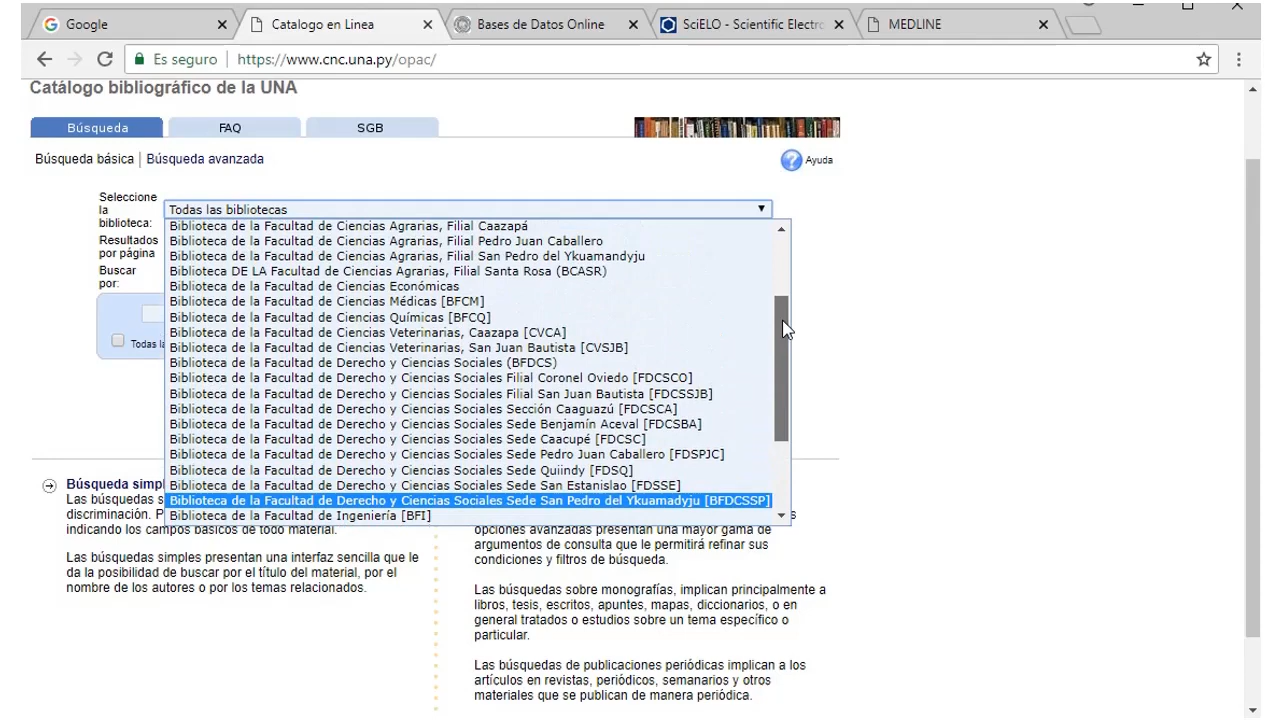 Google
Catalogo en Linea
Bases de Datos Online
SciELO - Scientific Electro
MEDLINE
Es seguro
https://www.cnc.una.py/opac/
Catálogo bibliográfico de la UNA
Búsqueda
FAQ
SGB
Búsqueda básica | Búsqueda avanzada
Ayuda
Seleccione
la
biblioteca:
Todas las bibliotecas
Resultados
por página
Buscar
por:
Todas la
Biblioteca de la Facultad de Ciencias Agrarias, Filial Caazapá
Biblioteca de la Facultad de Ciencias Agrarias, Filial Pedro Juan Caballero
Biblioteca de la Facultad de Ciencias Agrarias, Filial San Pedro del Ykuamandyju
Biblioteca DE LA Facultad de Ciencias Agrarias, Filial Santa Rosa (BCASR)
Biblioteca de la Facultad de Ciencias Económicas
Biblioteca de la Facultad de Ciencias Médicas [BFCM]
Biblioteca de la Facultad de Ciencias Químicas [BFCQ]
Biblioteca de la Facultad de Ciencias Veterinarias, Caazapa [CVCA]
Biblioteca de la Facultad de Ciencias Veterinarias, San Juan Bautista [CVSJB]
Biblioteca de la Facultad de Derecho y Ciencias Sociales (BFDCS)
Biblioteca de la Facultad de Derecho y Ciencias Sociales Filial Coronel Oviedo [FDCSCO]
Biblioteca de la Facultad de Derecho y Ciencias Sociales Filial San Juan Bautista [FDCSSJB]
Biblioteca de la Facultad de Derecho y Ciencias Sociales Sección Caaguazú [FDCSCA]
Biblioteca de la Facultad de Derecho y Ciencias Sociales Sede Benjamín Aceval [FDCSBA]
Biblioteca de la Facultad de Derecho y Ciencias Sociales Sede Caacupé [FDCSC]
Biblioteca de la Facultad de Derecho y Ciencias Sociales Sede Pedro Juan Caballero [FDSPJC]
Biblioteca de la Facultad de Derecho y Ciencias Sociales Sede Quiindy [FDSQ]
Biblioteca de la Facultad de Derecho y Ciencias Sociales Sede San Estanislao [FDSSE]
Biblioteca de la Facultad de Derecho y Ciencias Sociales Sede San Pedro del Ykuamadyju [BFDCSSP]
Biblioteca de la Facultad de Ingeniería [BFI]
Búsqueda simpl
Las búsquedas s
discriminación. P
indicando los campos básicos de todo material.
Las búsquedas simples presentan una interfaz sencilla que le
da la posibilidad de buscar por el título del material, por el
nombre de los autores o por los temas relacionados.
opciones avanzadas presentan una mayor gama de
argumentos de consulta que le permitirá refinar sus
condiciones y filtros de búsqueda.
Las búsquedas sobre monografías, implican principalmente a
libros, tesis, escritos, apuntes, mapas, diccionarios, o en
general tratados o estudios sobre un tema específico o
particular.
Las búsquedas de publicaciones periódicas implican a los
artículos en revistas, periódicos, semanarios y otros
materiales que se publican de manera periódica.